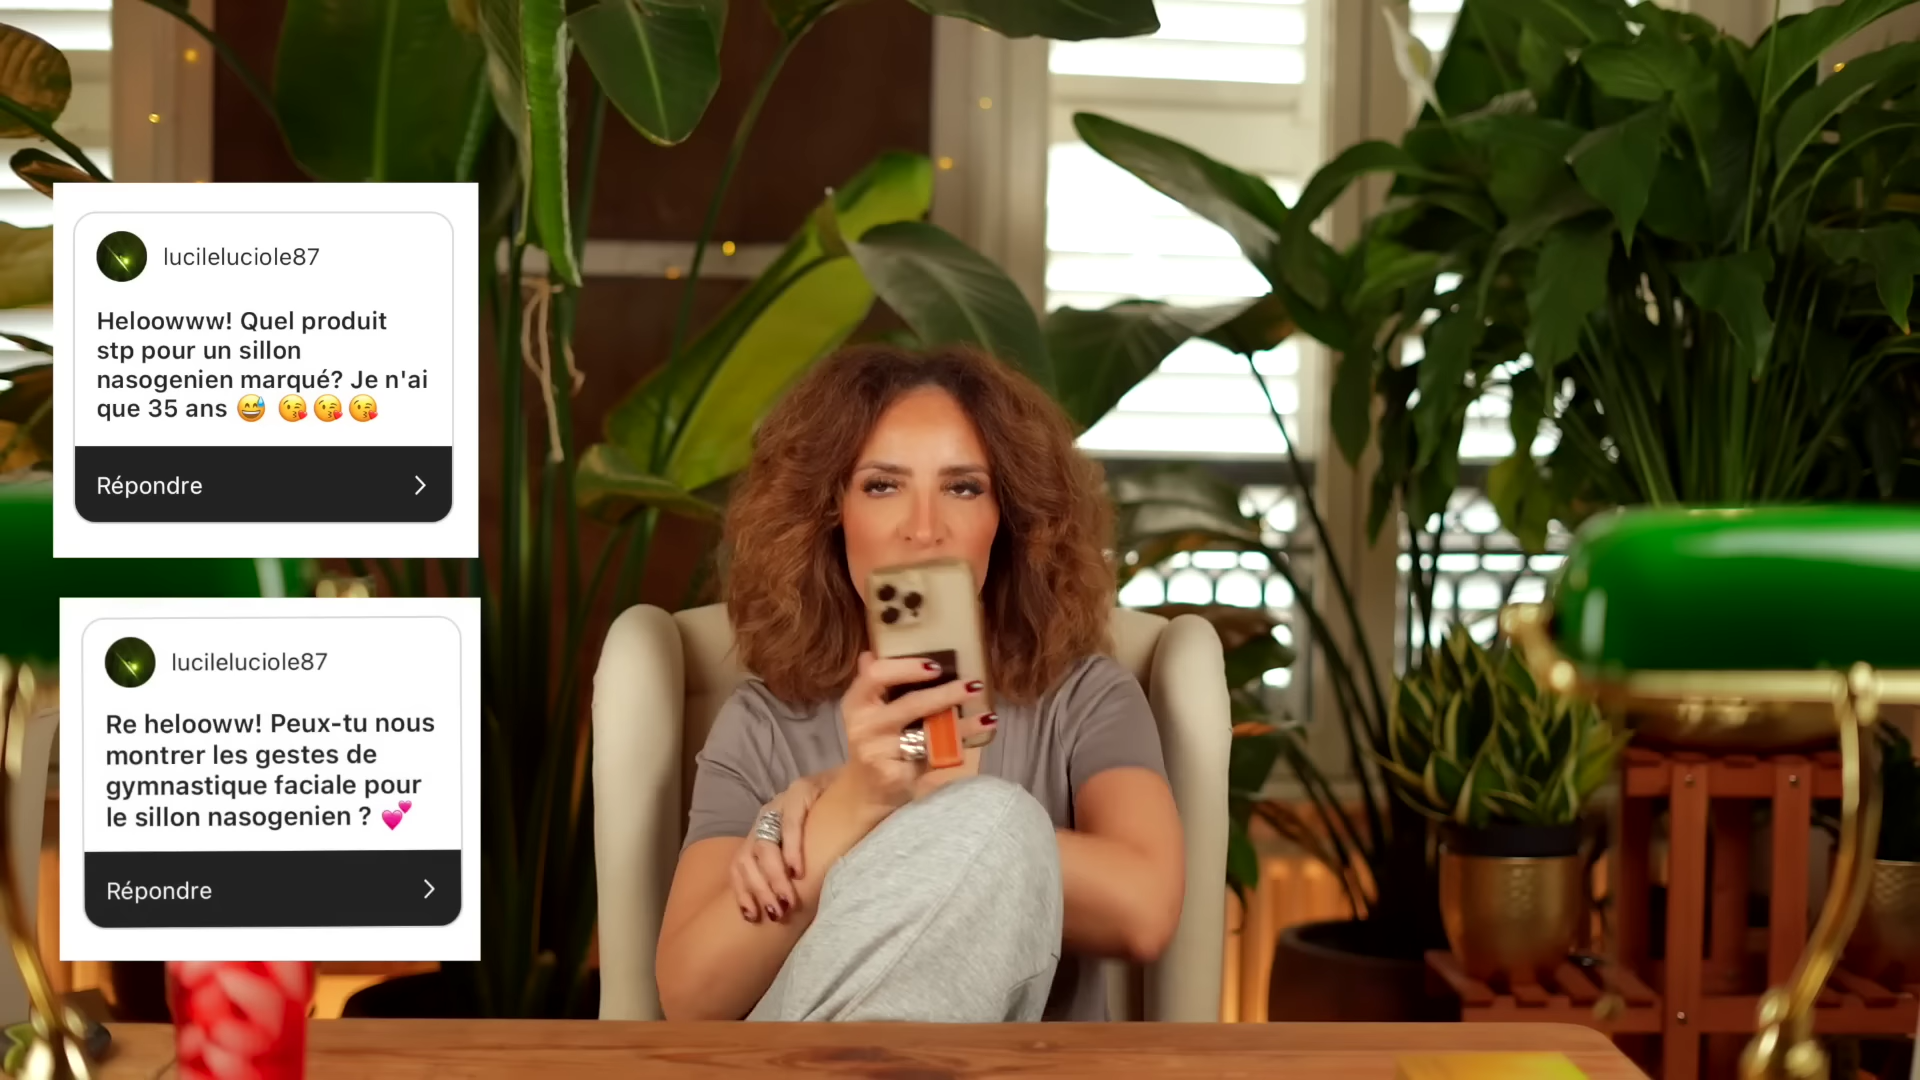 lucileluciole87
Heloowww! Quel produit
stp pour un sillon
nasogenien marqué? Je n'ai
que 35 ans 😅 😘😘😘
Répondre
lucileluciole87
Re helooww! Peux-tu nous
montrer les gestes de
gymnastique faciale pour
le sillon nasogenien ? 💕
Répondre